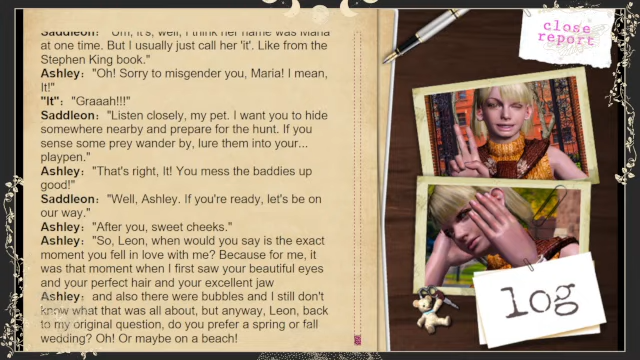 Saddleon: "Um, it's, well, I think her name was Maria
at one time. But I usually just call her 'it'. Like from the
Stephen King book."
Ashley: "Oh! Sorry to misgender you, Maria! I mean,
It!"
"It": "Graaah!!!"
Saddleon: "Listen closely, my pet. I want you to hide
somewhere nearby and prepare for the hunt. If you
sense some prey wander by, lure them into your...
playpen."
Ashley: "That's right, It! You mess the baddies up
good!"
Saddleon: "Well, Ashley. If you're ready, let's be on
our way."
Ashley: "After you, sweet cheeks."
Ashley: "So, Leon, when would you say is the exact
moment you fell in love with me? Because for me, it
was that moment when I first saw your beautiful eyes
and your perfect hair and your excellent jaw
Ashley: and also there were bubbles and I still don't
know what that was all about, but anyway, Leon, back
to my original question, do you prefer a spring or fall
wedding? Oh! Or maybe on a beach!
close
report
log